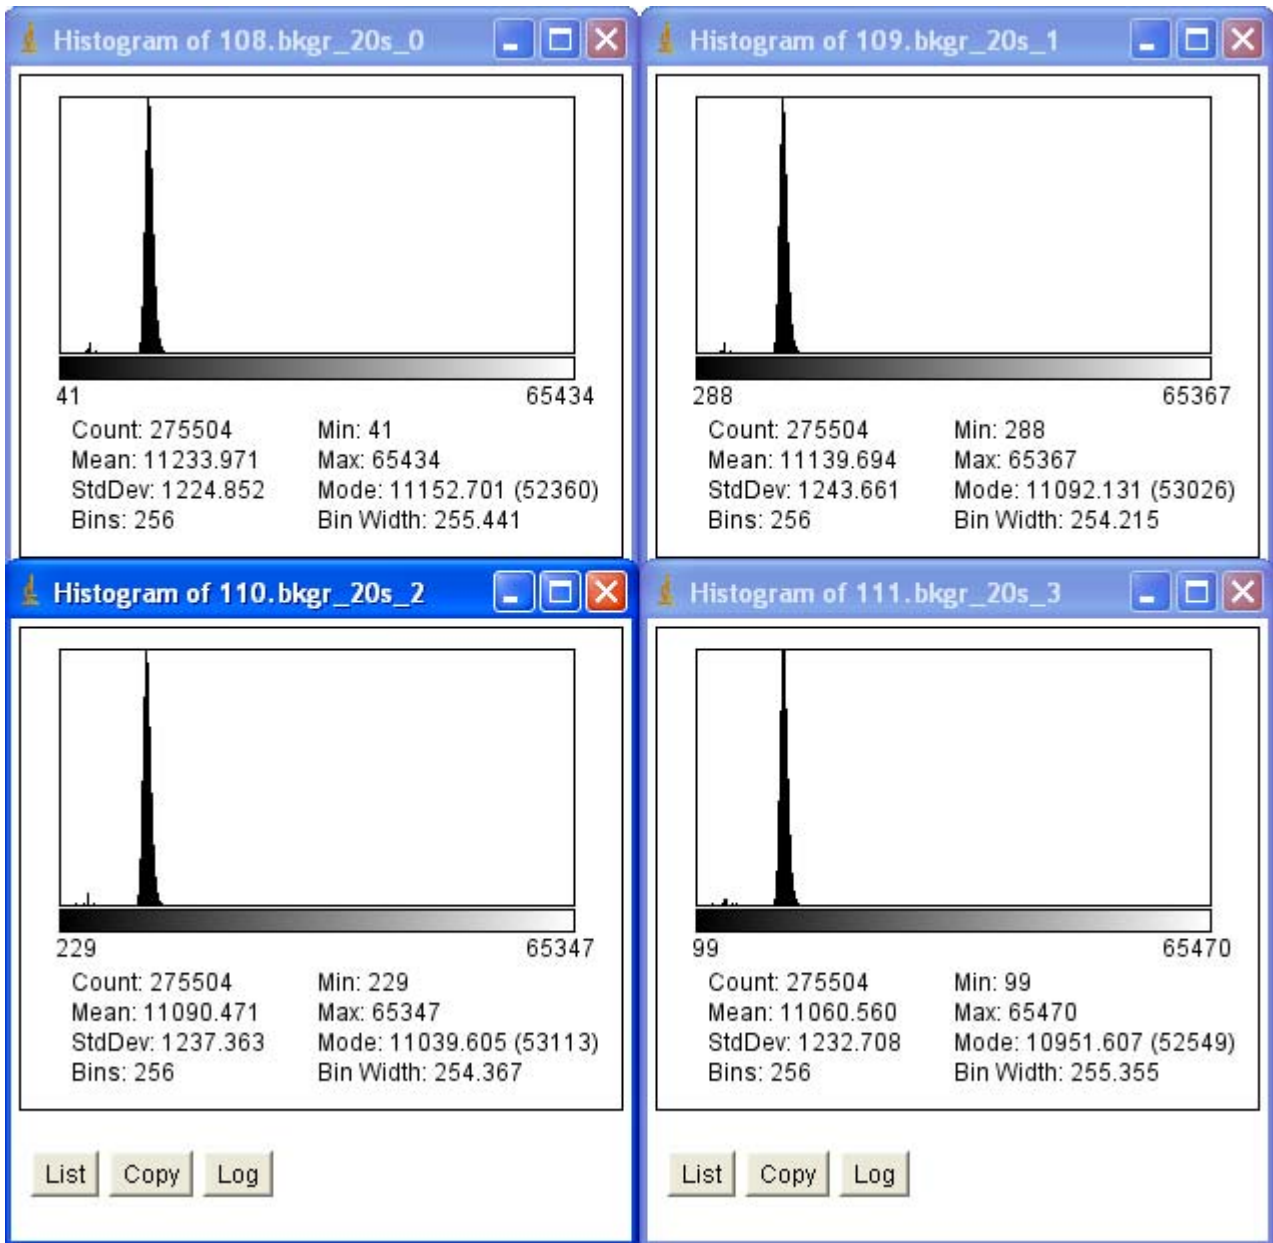 Histogram of 108.bkgr_20s_0
41 65434
Count: 275504 Min: 41
Mean: 11233.971 Max: 65434
StdDev: 1224.852 Mode: 11152.701 (52360)
Bins: 256 Bin Width: 255.441
Histogram of 109.bkgr_20s_1
288 65367
Count: 275504 Min: 288
Mean: 11139.694 Max: 65367
StdDev: 1243.661 Mode: 11092.131 (53026)
Bins: 256 Bin Width: 254.215
Histogram of 110.bkgr_20s_2
229 65347
Count: 275504 Min: 229
Mean: 11090.471 Max: 65347
StdDev: 1237.363 Mode: 11039.605 (53113)
Bins: 256 Bin Width: 254.367
List Copy Log
Histogram of 111.bkgr_20s_3
99 65470
Count: 275504 Min: 99
Mean: 11060.560 Max: 65470
StdDev: 1232.708 Mode: 10951.607 (52549)
Bins: 256 Bin Width: 255.355
List Copy Log